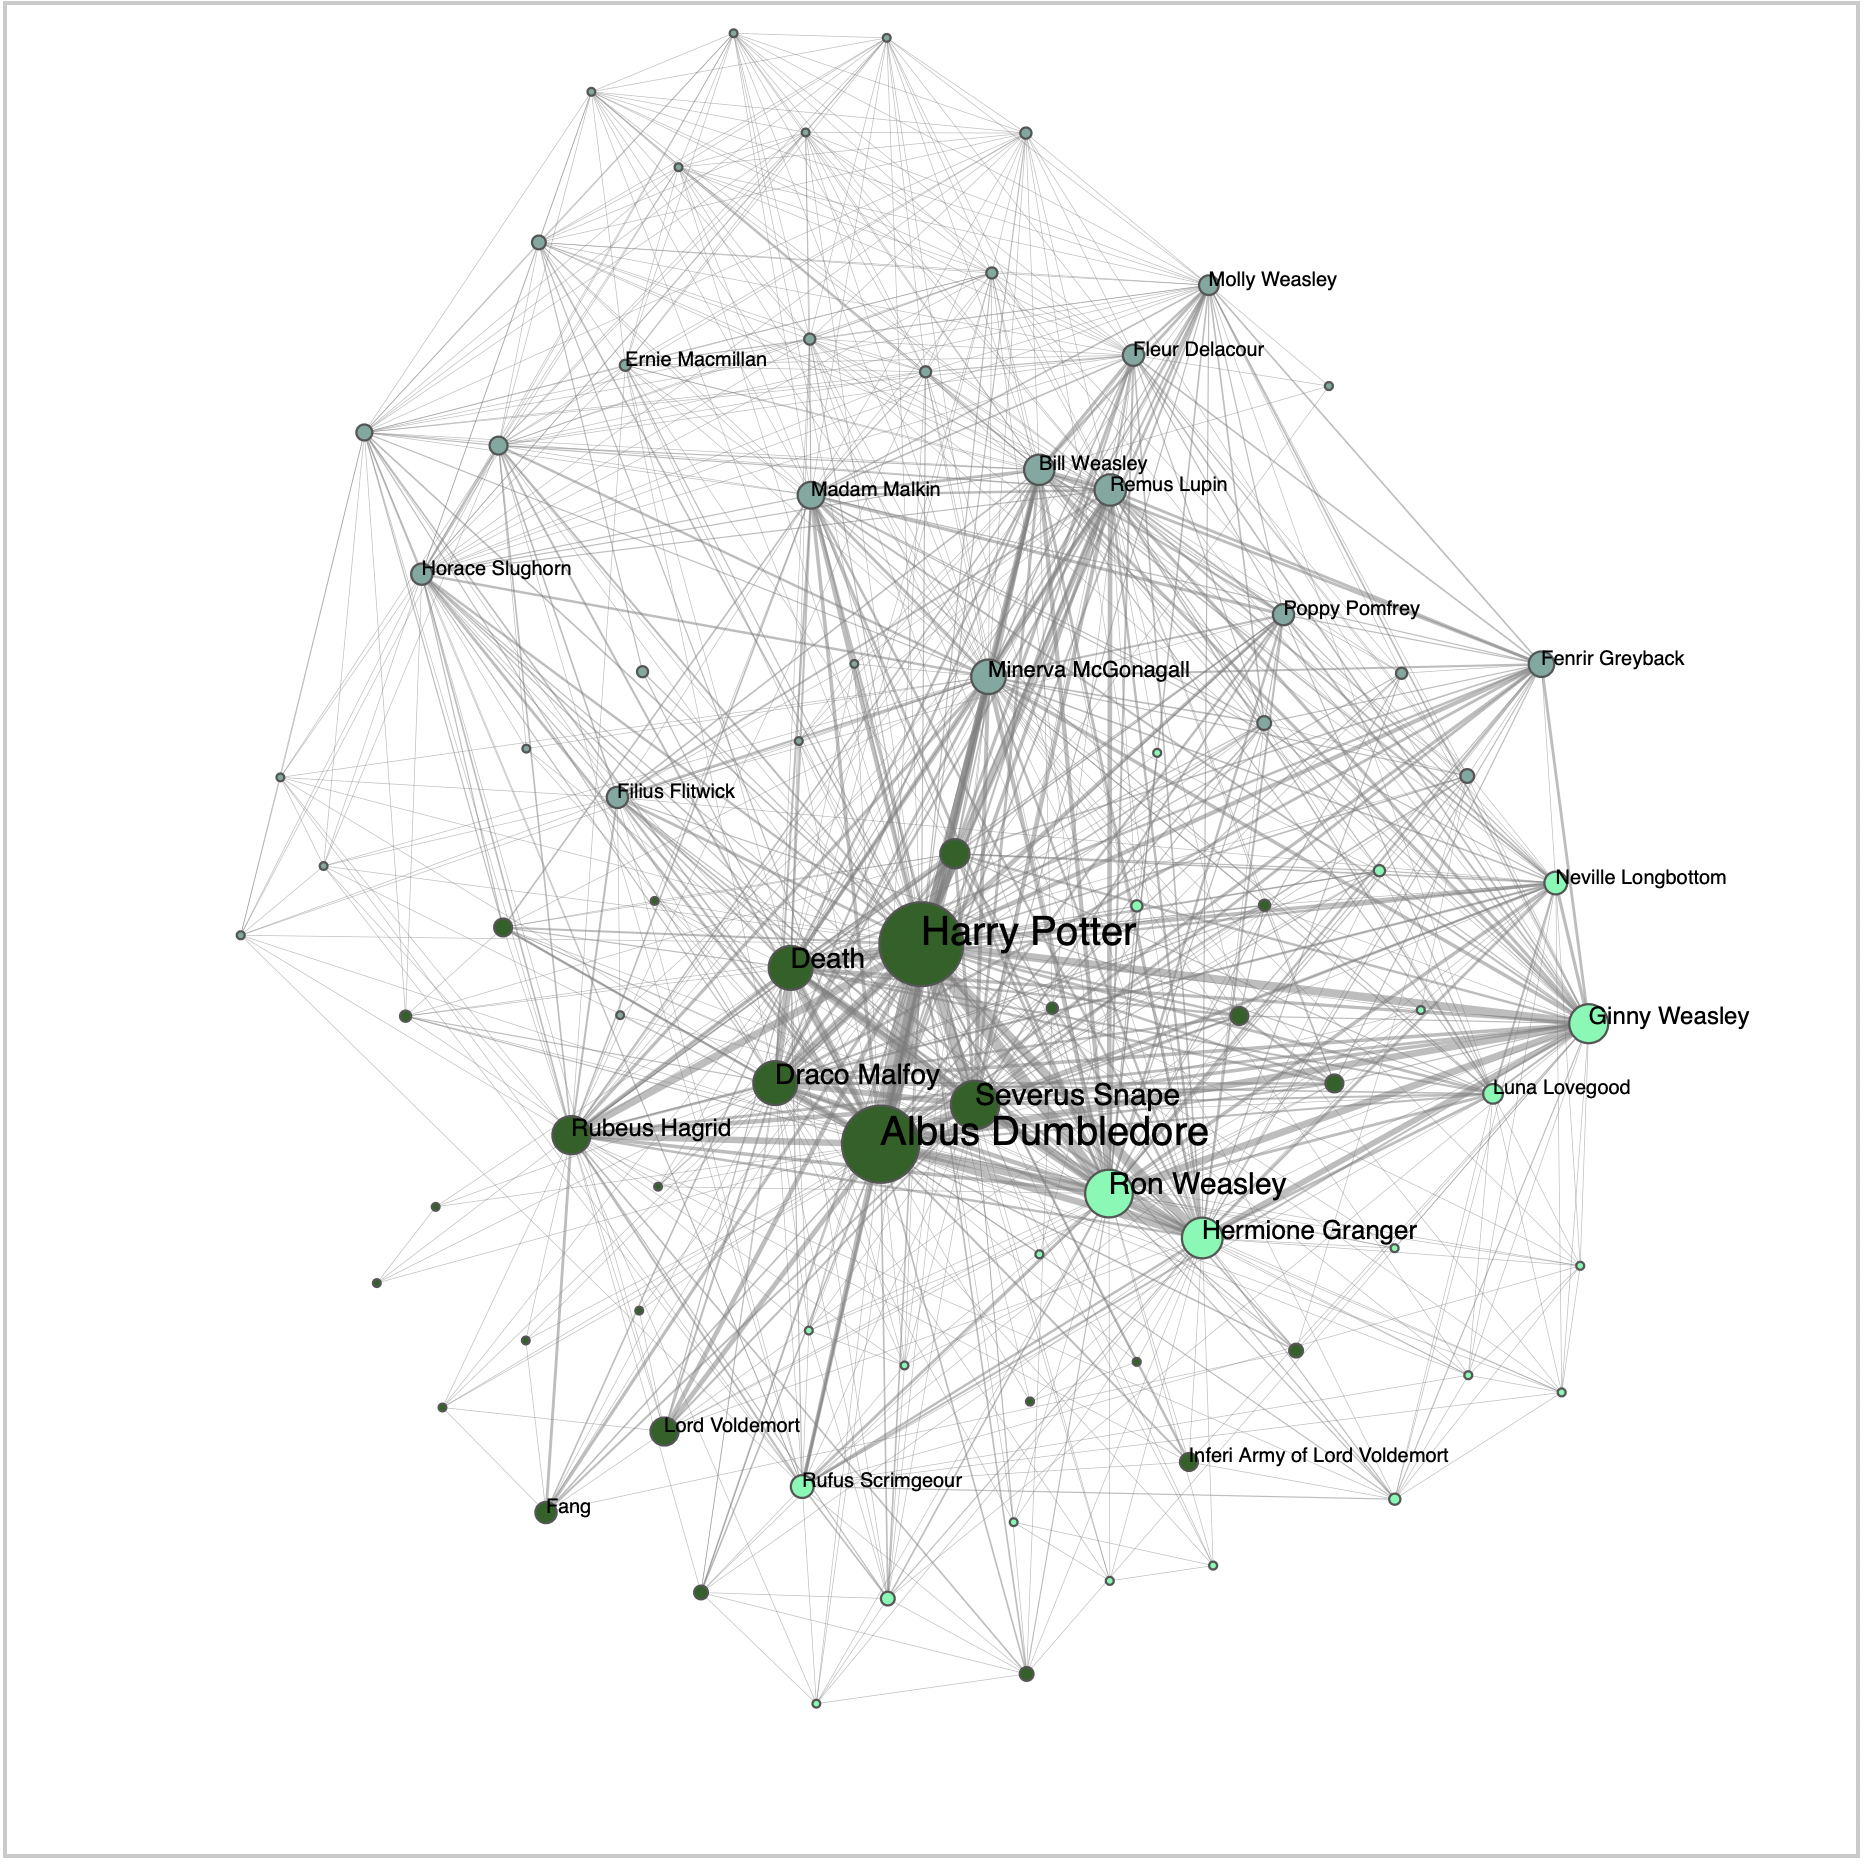 Molly Weasley
Fleur Delacour
Ernie Macmillan
Bill Weasley
Remus Lupin
Madam Malkin
Horace Slughorn
Poppy Pomfrey
Fenrir Greyback
Minerva McGonagall
Filius Flitwick
Neville Longbottom
Harry Potter
Death
Ginny Weasley
Draco Malfoy
Luna Lovegood
Severus Snape
Rubeus Hagrid
Albus Dumbledore
Ron Weasley
Hermione Granger
Lord Voldemort
Inferi Army of Lord Voldemort
Rufus Scrimgeour
Fang